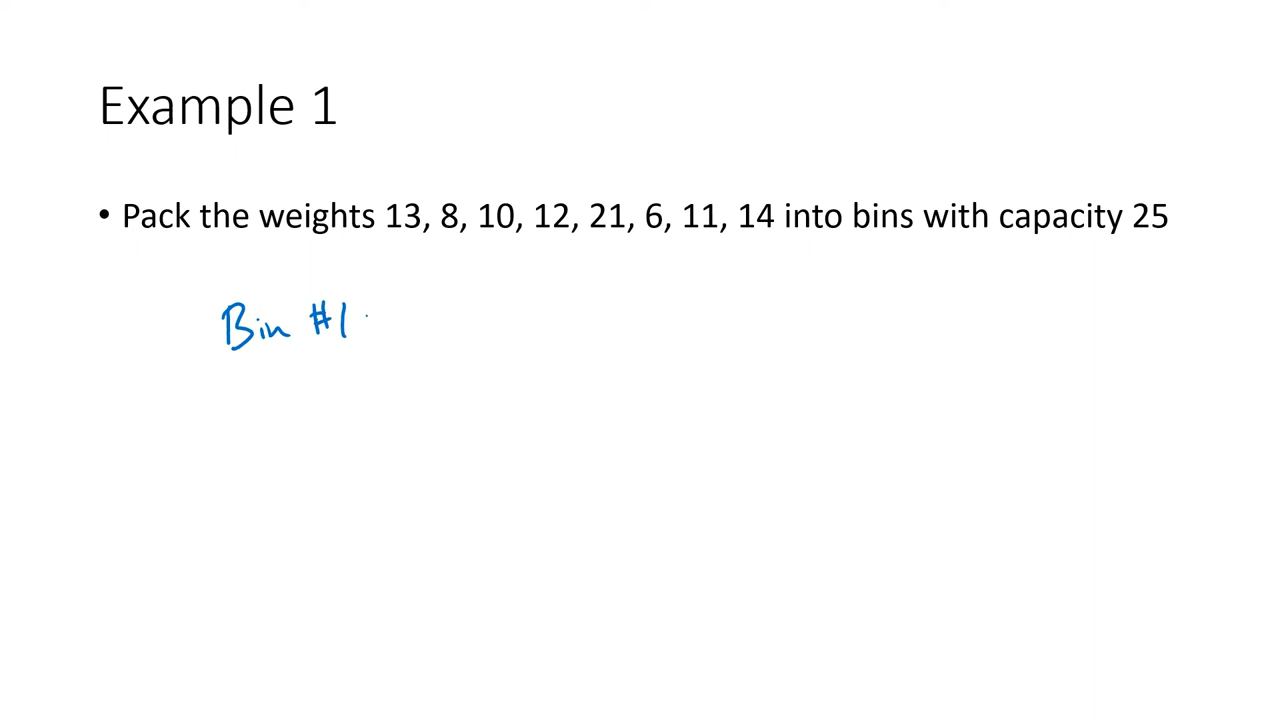 Example 1
• Pack the weights 13, 8, 10, 12, 21, 6, 11, 14 into bins with capacity 25
Bin #1